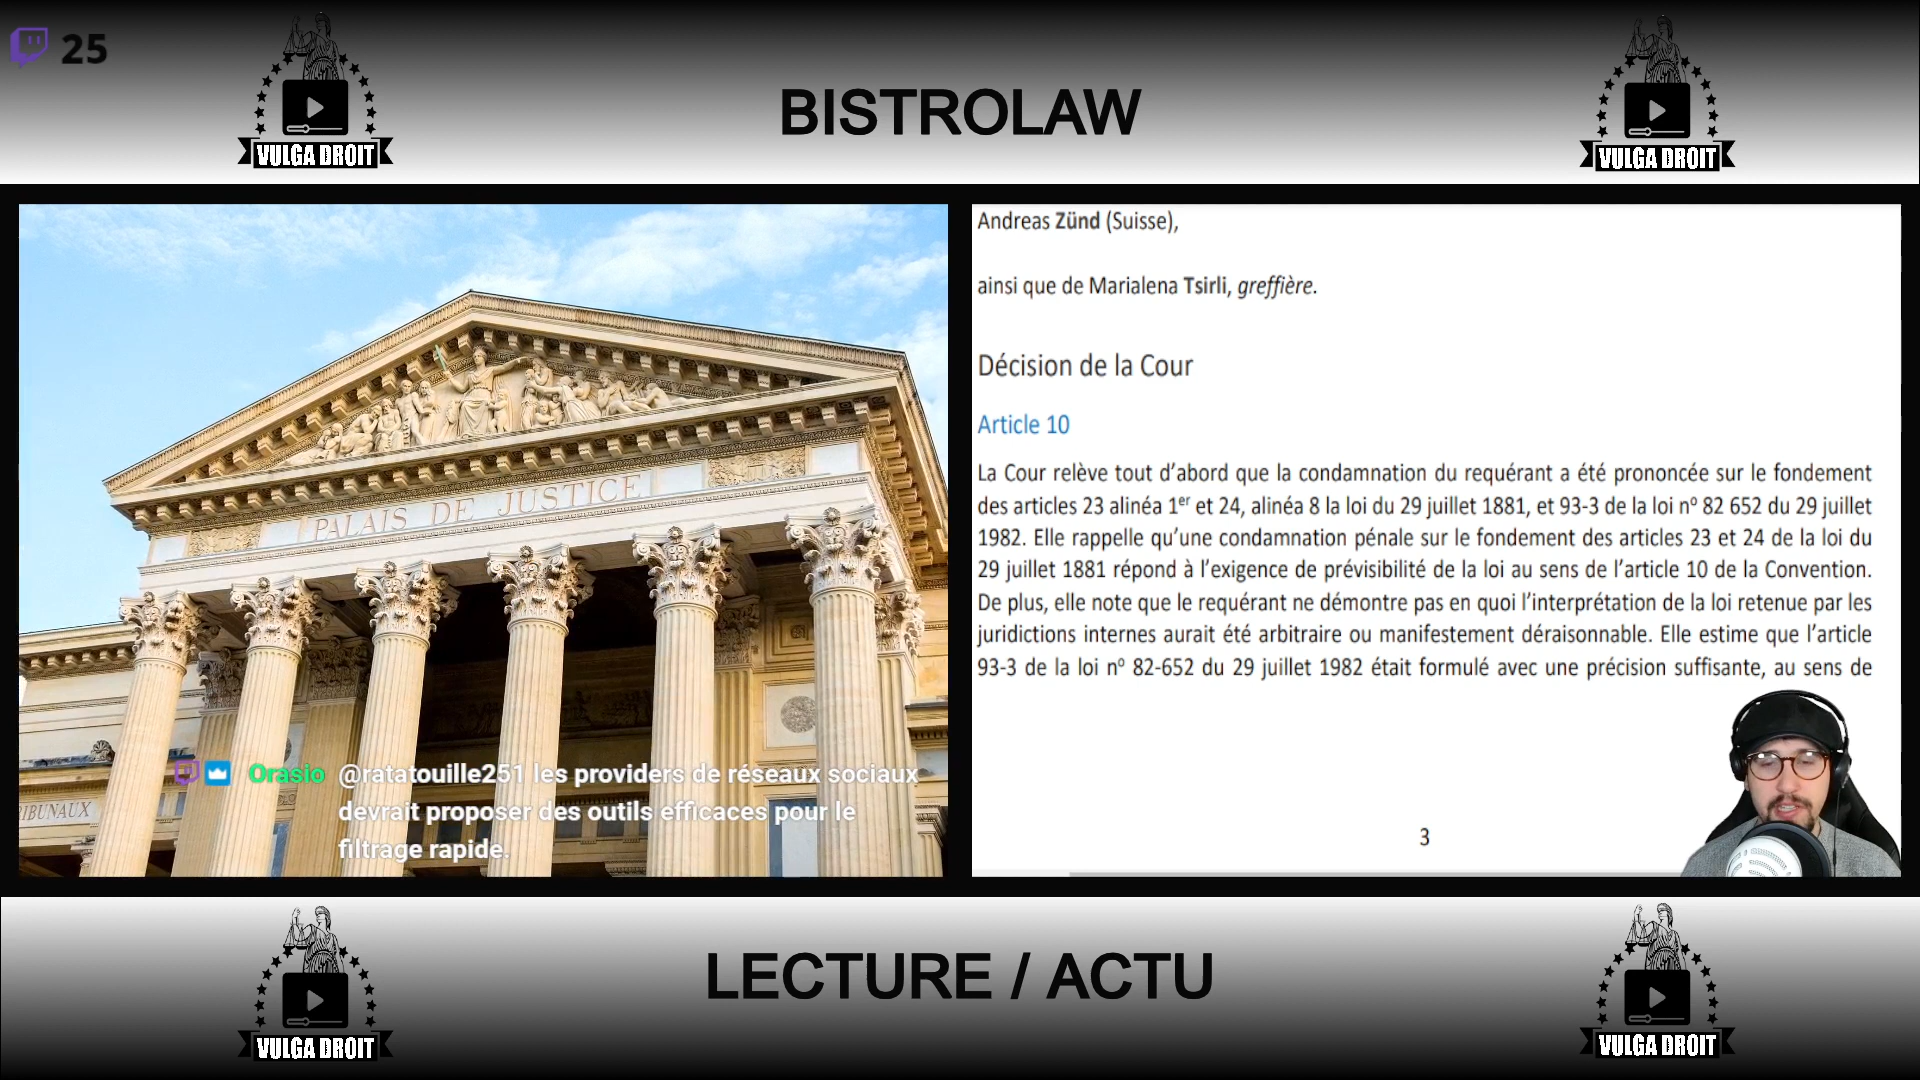 25
VULGA DROIT
BISTROLAW
VULGA DROIT
PALAIS DE JUSTICE
RIBUNAUX
Orasio @ratatouille251 les providers de réseaux sociaux
devrait proposer des outils efficaces pour le
filtrage rapide.
Andreas Zünd (Suisse),
ainsi que de Marialena Tsirli, greffière.
Décision de la Cour
Article 10
La Cour relève tout d’abord que la condamnation du requérant a été prononcée sur le fondement
des articles 23 alinéa 1er et 24, alinéa 8 la loi du 29 juillet 1881, et 93-3 de la loi nº 82 652 du 29 juillet
1982. Elle rappelle qu’une condamnation pénale sur le fondement des articles 23 et 24 de la loi du
29 juillet 1881 répond à l’exigence de prévisibilité de la loi au sens de l’article 10 de la Convention.
De plus, elle note que le requérant ne démontre pas en quoi l’interprétation de la loi retenue par les
juridictions internes aurait été arbitraire ou manifestement déraisonnable. Elle estime que l’article
93-3 de la loi nº 82-652 du 29 juillet 1982 était formulé avec une précision suffisante, au sens de
3
VULGA DROIT
LECTURE / ACTU
VULGA DROIT